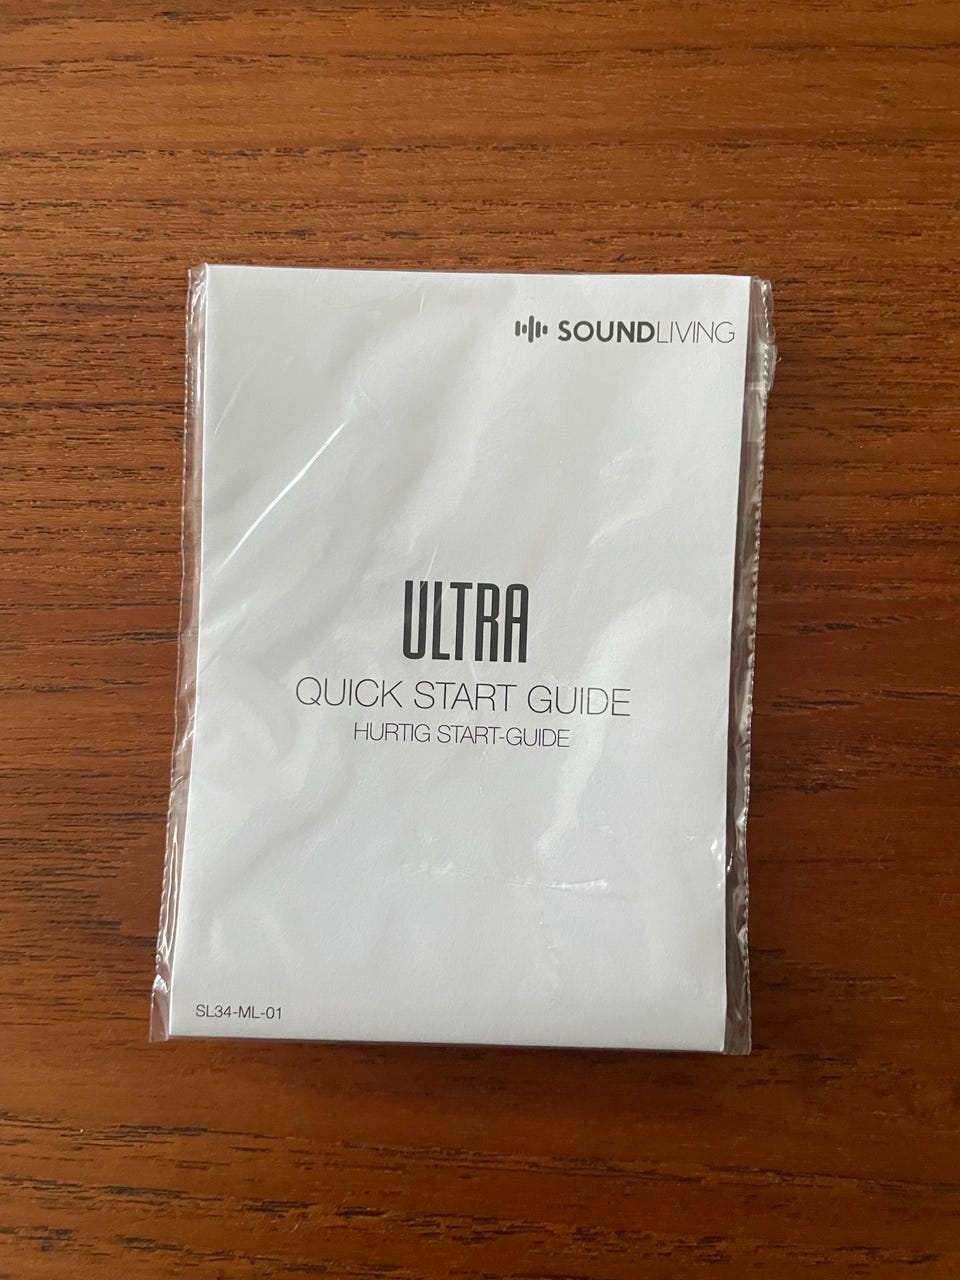 SOUNDLIVING
ULTRA
QUICK START GUIDE
HURTIG START-GUIDE
SL34-ML-01